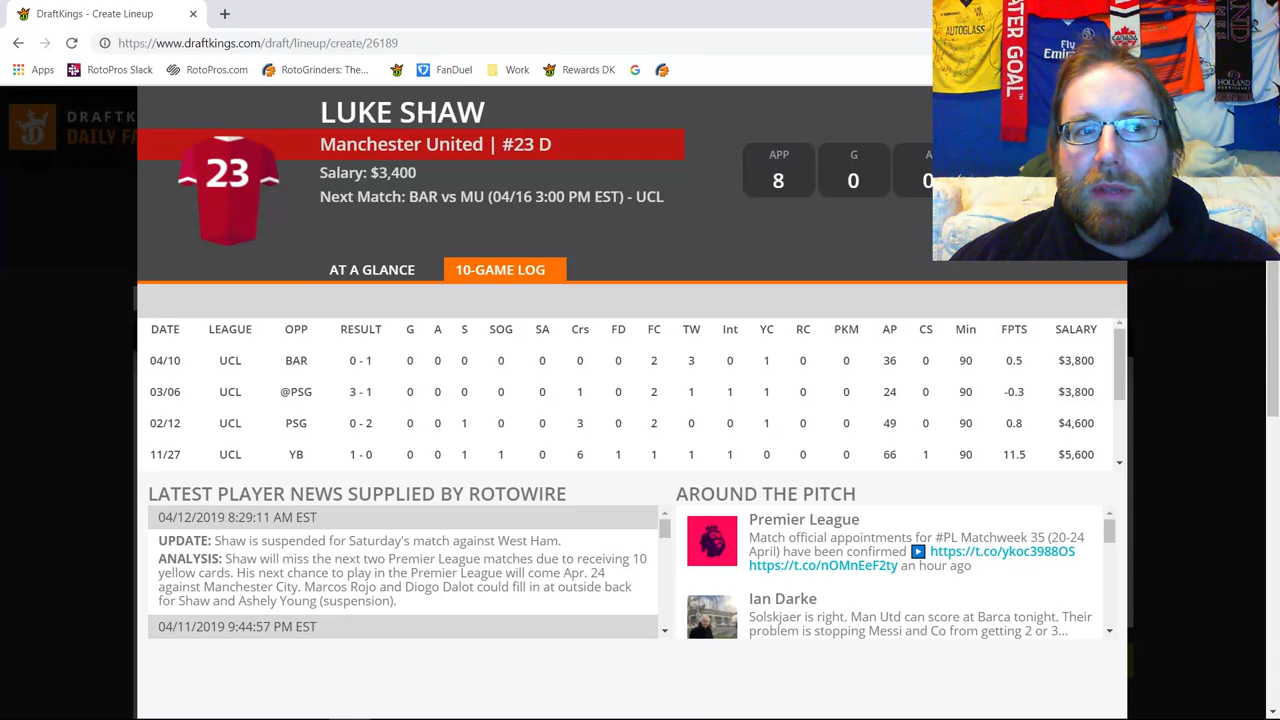 DraftKings - Create Lineup
https://www.draftkings.com/draft/lineup/create/26189
Apps RotoPros Slack RotoPros.com RotoGrinders: The... FanDuel Work Rewards DK
DRAFTK
DAILY FA
LUKE SHAW
Manchester United | #23 D
Salary: $3,400
Next Match: BAR vs MU (04/16 3:00 PM EST) - UCL
23
APP G A
8 0 0
AT A GLANCE 10-GAME LOG
DATE LEAGUE OPP RESULT G A S SOG SA Crs FD FC TW Int YC RC PKM AP CS Min FPTS SALARY
04/10 UCL BAR 0 - 1 0 0 0 0 0 0 0 2 3 0 1 0 0 36 0 90 0.5 $3,800
03/06 UCL @PSG 3 - 1 0 0 0 0 0 1 0 2 1 1 1 0 0 24 0 90 -0.3 $3,800
02/12 UCL PSG 0 - 2 0 0 1 0 0 3 0 2 0 0 1 0 0 49 0 90 0.8 $4,600
11/27 UCL YB 1 - 0 0 0 1 1 0 6 1 1 1 1 0 0 0 66 1 90 11.5 $5,600
LATEST PLAYER NEWS SUPPLIED BY ROTOWIRE
04/12/2019 8:29:11 AM EST
UPDATE: Shaw is suspended for Saturday's match against West Ham.
ANALYSIS: Shaw will miss the next two Premier League matches due to receiving 10
yellow cards. His next chance to play in the Premier League will come Apr. 24
against Manchester City. Marcos Rojo and Diogo Dalot could fill in at outside back
for Shaw and Ashely Young (suspension).
04/11/2019 9:44:57 PM EST
AROUND THE PITCH
Premier League
Match official appointments for #PL Matchweek 35 (20-24
April) have been confirmed ▶ https://t.co/ykoc3988OS
https://t.co/nOMnEeF2ty an hour ago
Ian Darke
Solskjaer is right. Man Utd can score at Barca tonight. Their
problem is stopping Messi and Co from getting 2 or 3...
AUTOGLASS
ATER GOAL
Fly
Emir
CANADA
HOLLAND